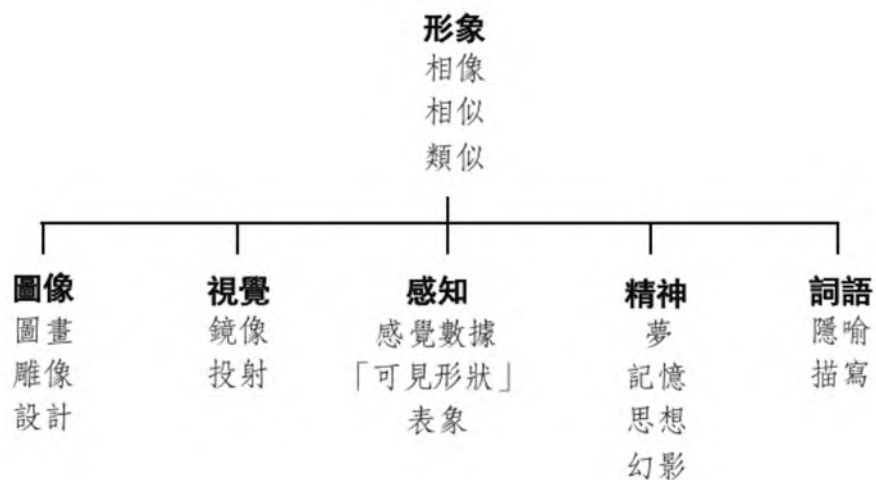 形象
相像
相似
類似
圖像
圖畫
雕像
設計
視覺
鏡像
投射
感知
感覺數據
「可見形狀」
表象
精神
夢
記憶
思想
幻影
詞語
隱喻
描寫